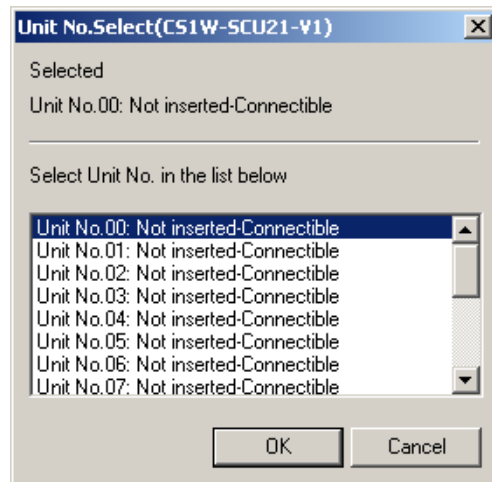 Unit No.Select(CS1W-SCU21-V1)
Selected
Unit No.00: Not inserted-Connectible
Select Unit No. in the list below
Unit No.00: Not inserted-Connectible
Unit No.01: Not inserted-Connectible
Unit No.02: Not inserted-Connectible
Unit No.03: Not inserted-Connectible
Unit No.04: Not inserted-Connectible
Unit No.05: Not inserted-Connectible
Unit No.06: Not inserted-Connectible
Unit No.07: Not inserted-Connectible
OK Cancel